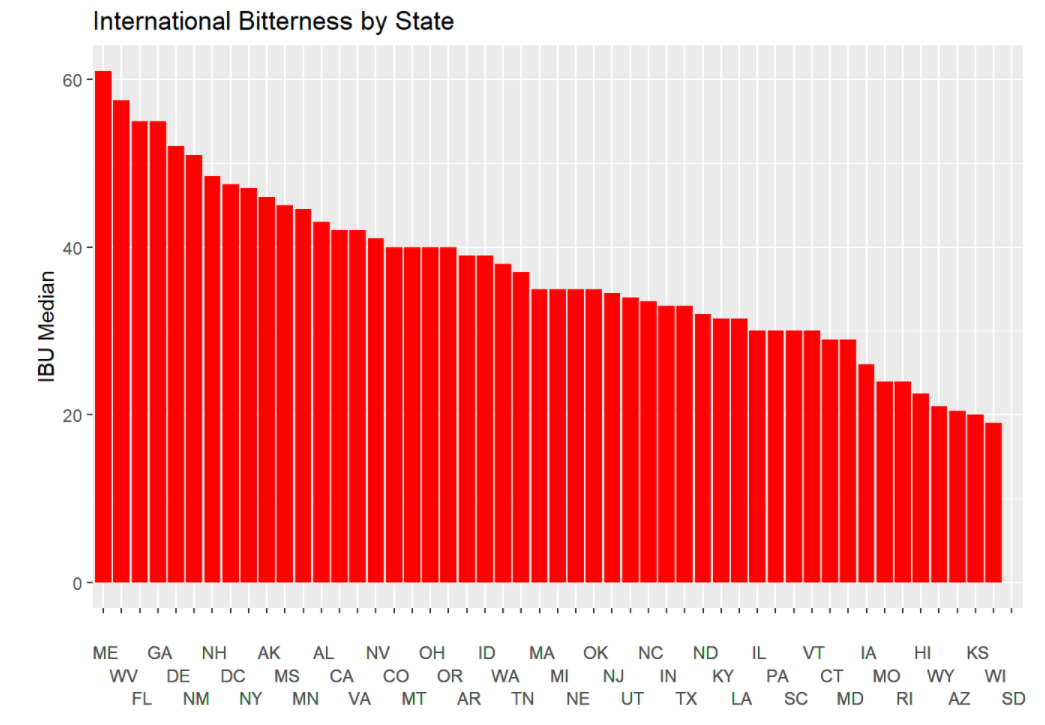 International Bitterness by State
60
40
20
0
IBU Median
ME GA NH AK AL NV OH ID MA OK NC ND IL VT IA HI KS
WV DE DC MS CA CO OR WA MI NJ IN KY PA CT MO WY WI
FL NM NY MN VA MT AR TN NE UT TX LA SC MD RI AZ SD